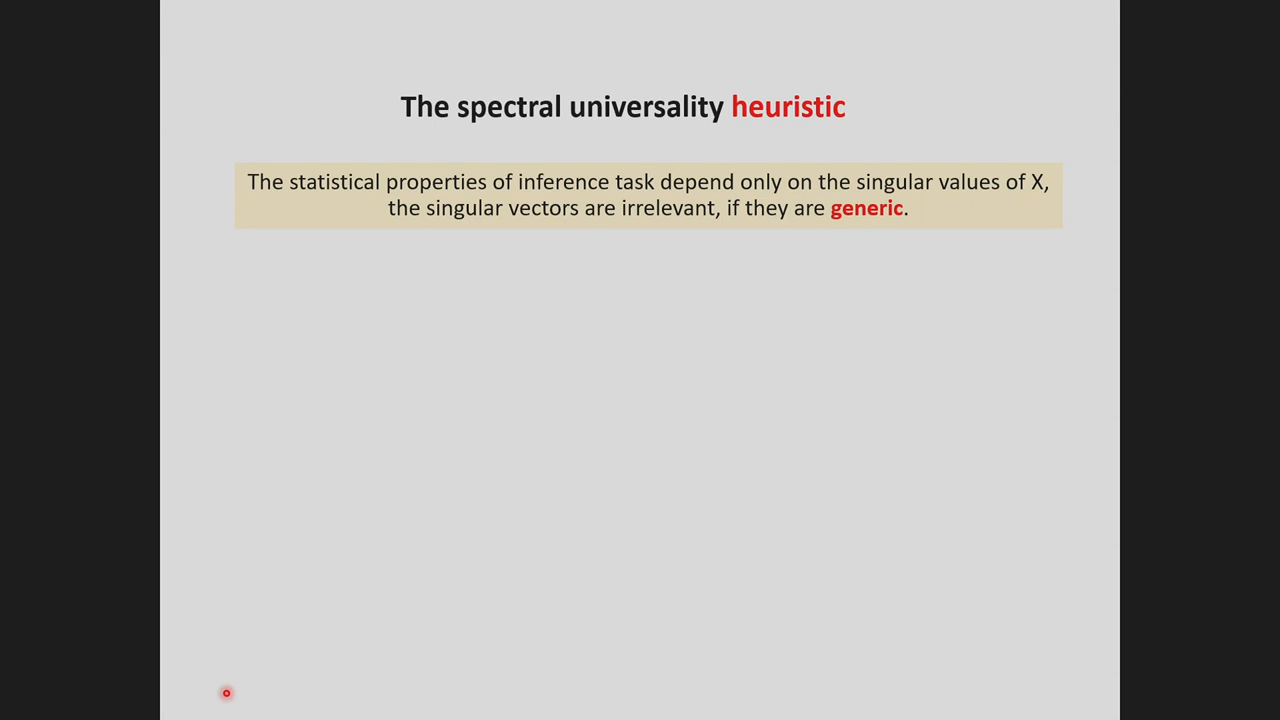 The spectral universality heuristic
The statistical properties of inference task depend only on the singular values of X,
the singular vectors are irrelevant, if they are generic.